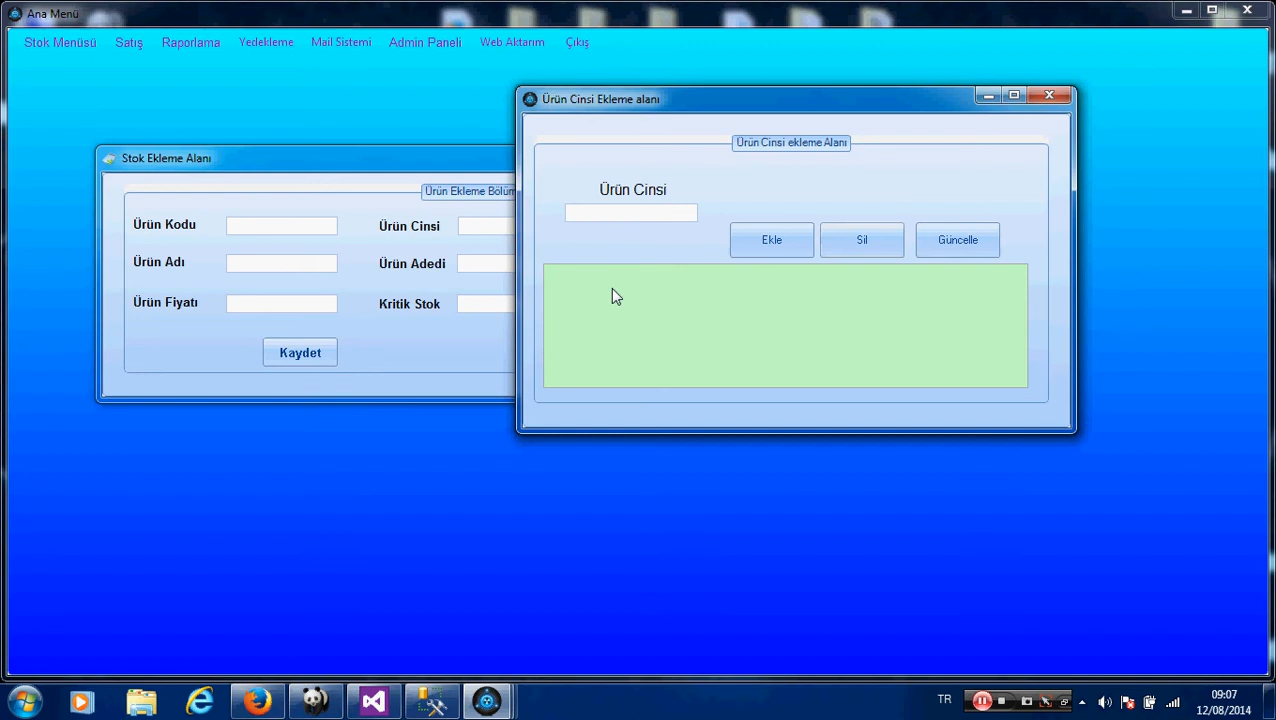 Ana Menü
Stok Menüsü Satış Raporlama Yedekleme Mail Sistemi Admin Paneli Web Aktarım Çıkış
Stok Ekleme Alanı
Ürün Ekleme Bölüm
Ürün Kodu
Ürün Cinsi
Ürün Adı
Ürün Adedi
Ürün Fiyatı
Kritik Stok
Kaydet
Ürün Cinsi Ekleme alanı
Ürün Cinsi ekleme Alanı
Ürün Cinsi
Ekle Sil Güncelle
TR
09:07
12/08/2014